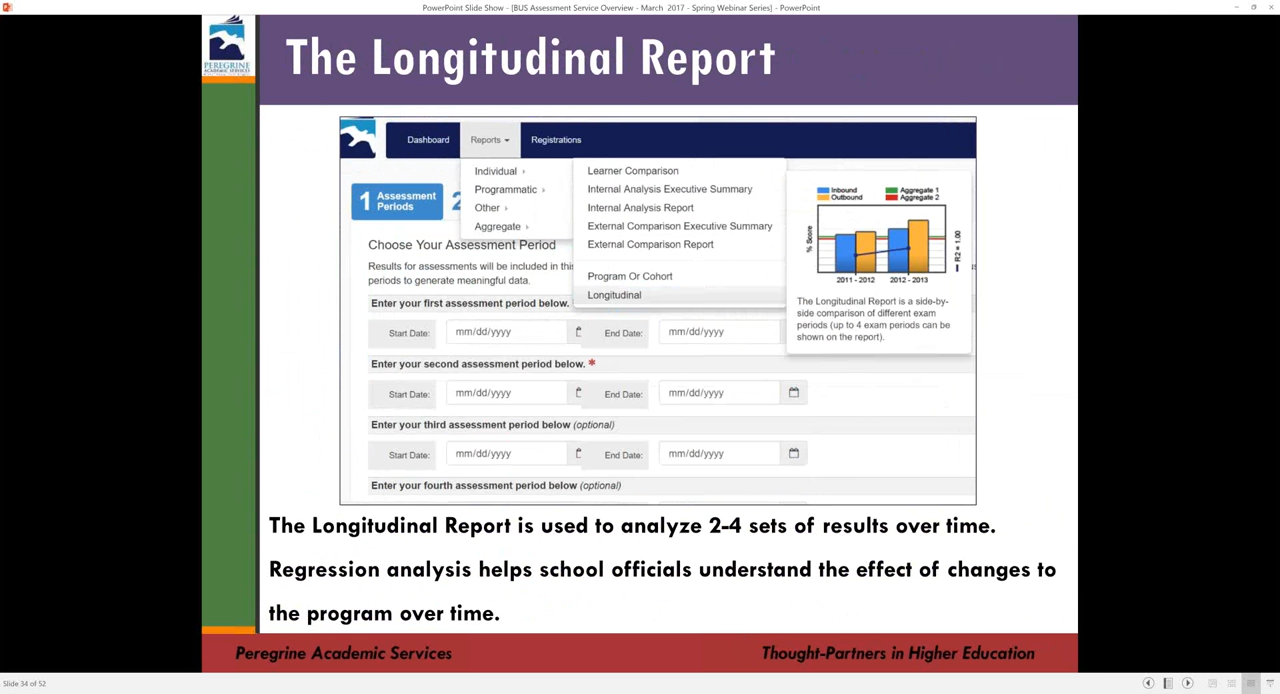 PowerPoint Slide Show - [BUS Assessment Service Overview - March 2017 - Spring Webinar Series] - PowerPoint
PEREGRINE
The Longitudinal Report
Dashboard Reports Registrations
1 Assessment Periods
2
Individual
Programmatic
Other
Aggregate
Learner Comparison
Internal Analysis Executive Summary
Internal Analysis Report
External Comparison Executive Summary
External Comparison Report
Program Or Cohort
Longitudinal
Inbound Aggregate 1
Outbound Aggregate 2
% Score
R2 = 1.00
2011 - 2012 2012 - 2013
The Longitudinal Report is a side-by-
side comparison of different exam
periods (up to 4 exam periods can be
shown on the report).
Choose Your Assessment Period
Results for assessments will be included in this
periods to generate meaningful data.
Enter your first assessment period below.
Start Date: mm/dd/yyyy End Date: mm/dd/yyyy
Enter your second assessment period below. *
Start Date: mm/dd/yyyy End Date: mm/dd/yyyy
Enter your third assessment period below (optional)
Start Date: mm/dd/yyyy End Date: mm/dd/yyyy
Enter your fourth assessment period below (optional)
The Longitudinal Report is used to analyze 2-4 sets of results over time.
Regression analysis helps school officials understand the effect of changes to
the program over time.
Peregrine Academic Services Thought-Partners in Higher Education
Slide 34 of 52